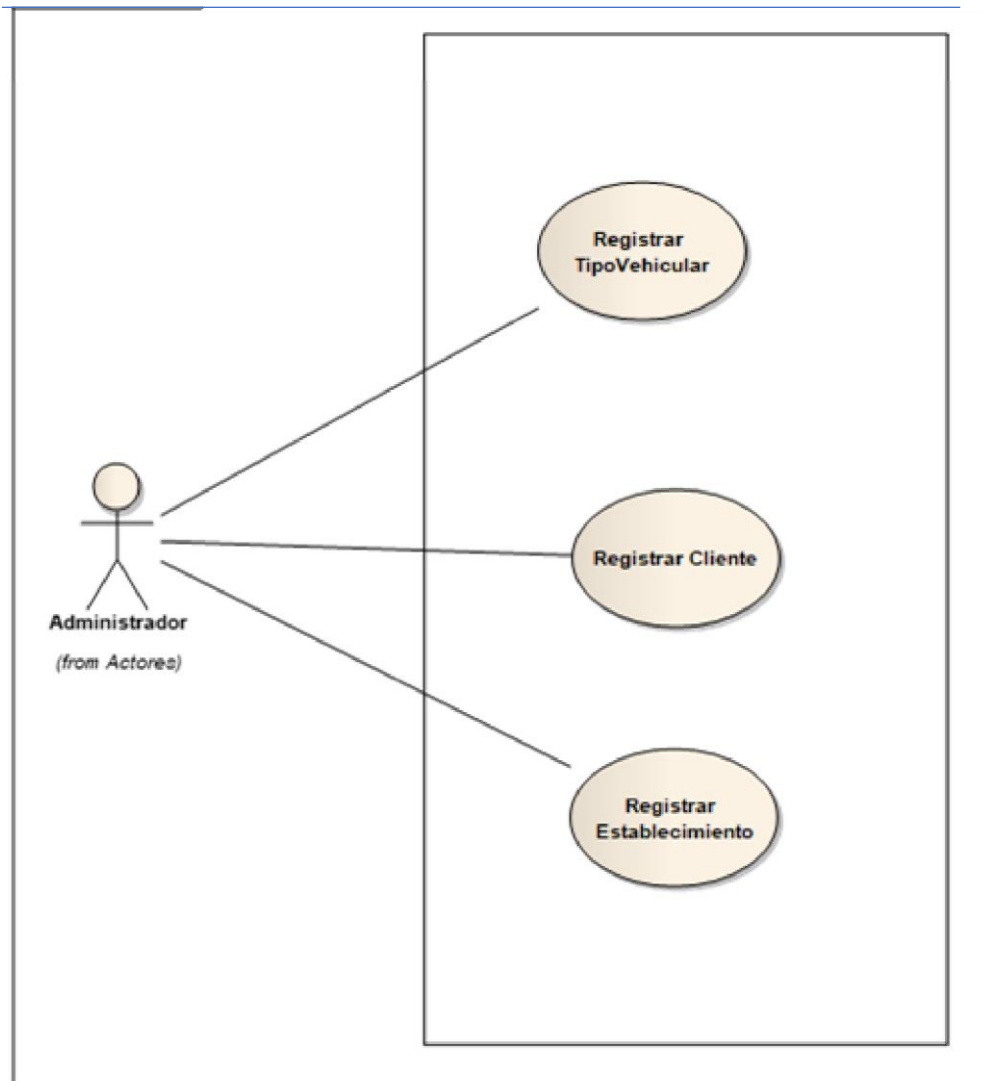 Registrar
TipoVehicular
Registrar Cliente
Administrador
(from Actores)
Registrar
Establecimiento